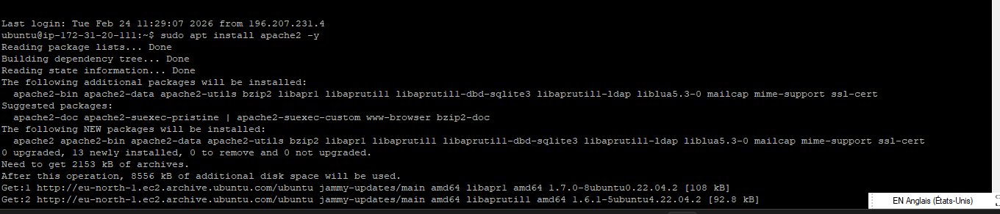 Last login: Tue Feb 24 11:29:07 2026 from 196.207.231.4
ubuntu@ip-172-31-20-111:~$ sudo apt install apache2 -y
Reading package lists... Done
Building dependency tree... Done
Reading state information... Done
The following additional packages will be installed:
  apache2-bin apache2-data apache2-utils bzip2 libapr1 libaprutil1 libaprutil1-dbd-sqlite3 libaprutil1-ldap liblua5.3-0 mailcap mime-support ssl-cert
Suggested packages:
  apache2-doc apache2-suexec-pristine | apache2-suexec-custom www-browser bzip2-doc
The following NEW packages will be installed:
  apache2 apache2-bin apache2-data apache2-utils bzip2 libapr1 libaprutil1 libaprutil1-dbd-sqlite3 libaprutil1-ldap liblua5.3-0 mailcap mime-support ssl-cert
0 upgraded, 13 newly installed, 0 to remove and 0 not upgraded.
Need to get 2153 kB of archives.
After this operation, 8556 kB of additional disk space will be used.
Get:1 http://eu-north-1.ec2.archive.ubuntu.com/ubuntu jammy-updates/main amd64 libapr1 amd64 1.7.0-8ubuntu0.22.04.2 [108 kB]
Get:2 http://eu-north-1.ec2.archive.ubuntu.com/ubuntu jammy-updates/main amd64 libaprutil1 amd64 1.6.1-5ubuntu4.22.04.2 [92.8 kB]
EN Anglais (États-Unis)